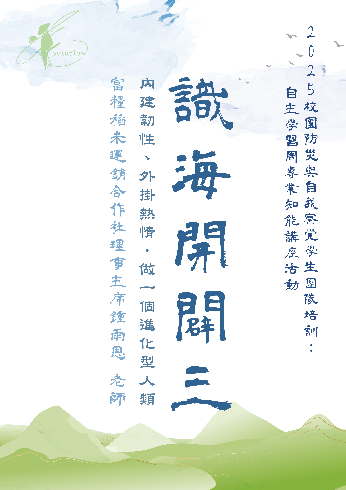 2025校園防災與自我察覺學生團隊培訓：
自主學習周專業知能講座活動
識海開闢三
內建韌性、外掛熱情．做一個進化型人類
富樫稻米運銷合作社理事主席鍾雨恩 老師